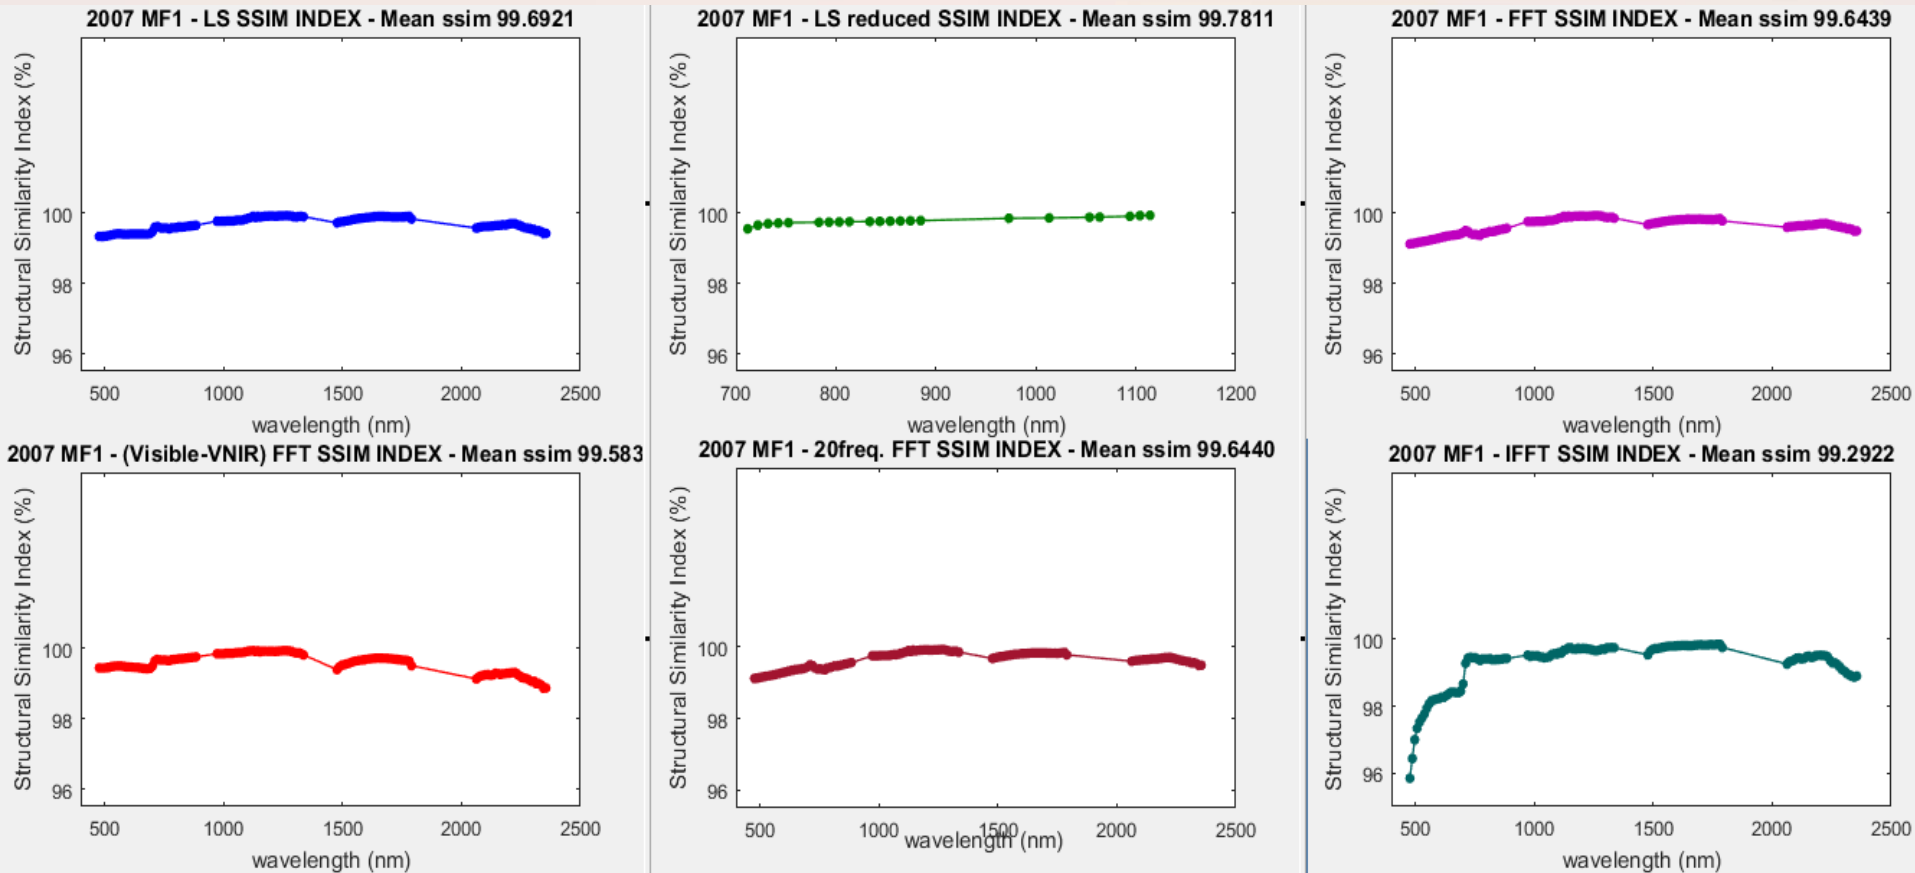 2007 MF1 - LS SSIM INDEX - Mean ssim 99.6921
Structural Similarity Index (%)
100
98
96
500 1000 1500 2000 2500
wavelength (nm)
2007 MF1 - LS reduced SSIM INDEX - Mean ssim 99.7811
Structural Similarity Index (%)
100
98
96
700 800 900 1000 1100 1200
wavelength (nm)
2007 MF1 - FFT SSIM INDEX - Mean ssim 99.6439
Structural Similarity Index (%)
100
98
96
500 1000 1500 2000 2500
wavelength (nm)
2007 MF1 - (Visible-VNIR) FFT SSIM INDEX - Mean ssim 99.583
Structural Similarity Index (%)
100
98
96
500 1000 1500 2000 2500
wavelength (nm)
2007 MF1 - 20freq. FFT SSIM INDEX - Mean ssim 99.6440
Structural Similarity Index (%)
100
98
96
500 1000 1500 2000 2500
wavelength (nm)
2007 MF1 - IFFT SSIM INDEX - Mean ssim 99.2922
Structural Similarity Index (%)
100
98
96
500 1000 1500 2000 2500
wavelength (nm)